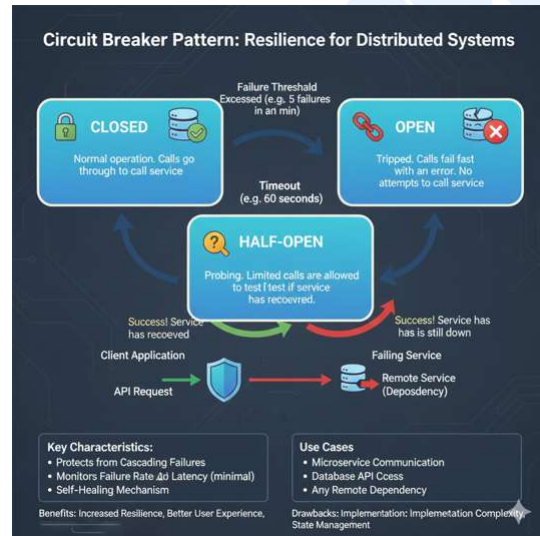 Circuit Breaker Pattern: Resilience for Distributed Systems
Failure Threshold
Excessed (e.g. 5 failures
in an min)
CLOSED
Normal operation. Calls go
through to call service
OPEN
Tripped. Calls fail fast
with an error. No
attempts to call service
Timeout
(e.g. 60 seconds)
HALF-OPEN
Probing. Limited calls are allowed
to test test if service
has recoevred.
Success! Service
has recoeved
Success! Service has
has is still down
Client Application
API Request
Failing Service
Remote Service
(Deposdency)
Key Characteristics:
• Protects from Cascading Failures
• Monitors Failure Rate Latency (minimal)
• Self-Healing Mechanism
Use Cases
• Microservice Communication
• Database API Ccess
• Any Remote Dependency
Benefits: Increased Resilience, Better User Experience,
Drawbacks: Implementation: Implemetation Complexity,
State Management